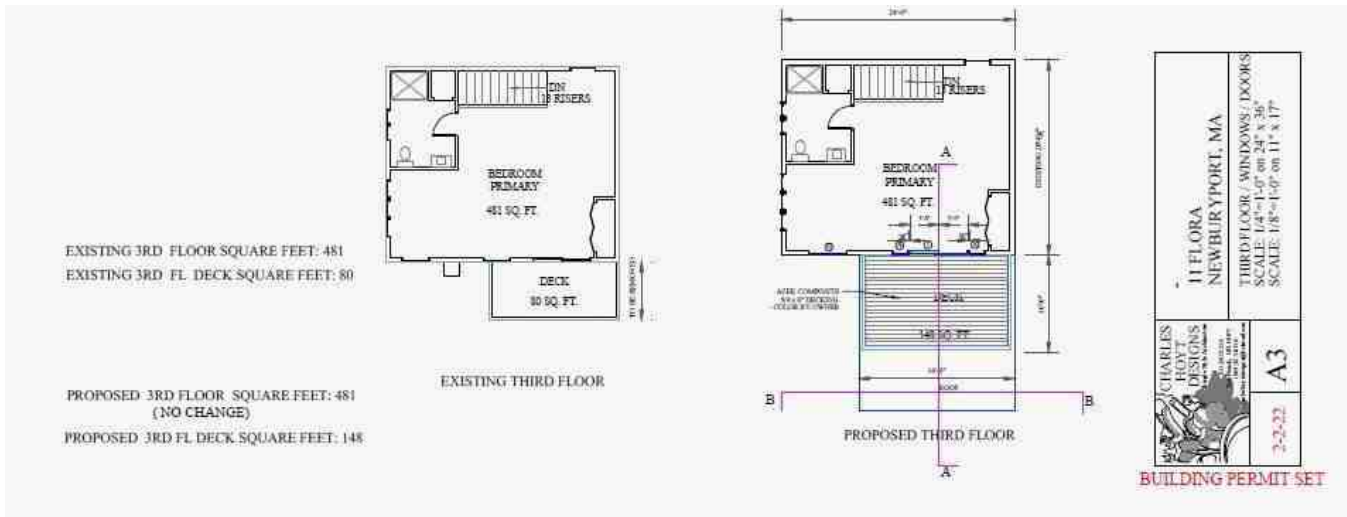 EXISTING 3RD FLOOR SQUARE FEET: 481
EXISTING 3RD FL DECK SQUARE FEET: 80
PROPOSED 3RD FLOOR SQUARE FEET: 481
( NO CHANGE)
PROPOSED 3RD FL DECK SQUARE FEET: 148
DN
RISERS
BEDROOM
PRIMARY
481 SQ. FT.
DECK
80 SQ. FT.
TO BE REMOVED
EXISTING THIRD FLOOR
DN
RISERS
A
BEDROOM
PRIMARY
481 SQ. FT.
DECK
148 SQ. FT.
ROOF
B
B
PROPOSED THIRD FLOOR
A
11 FLORA
NEWBURYPORT, MA
THIRD FLOOR / WINDOWS / DOORS
SCALE: 1/4"=1'-0" on 24" x 36"
SCALE: 1/8"=1'-0" on 11" x 17"
CHARLES
HOYT
DESIGNS
A3
2-2-22
BUILDING PERMIT SET